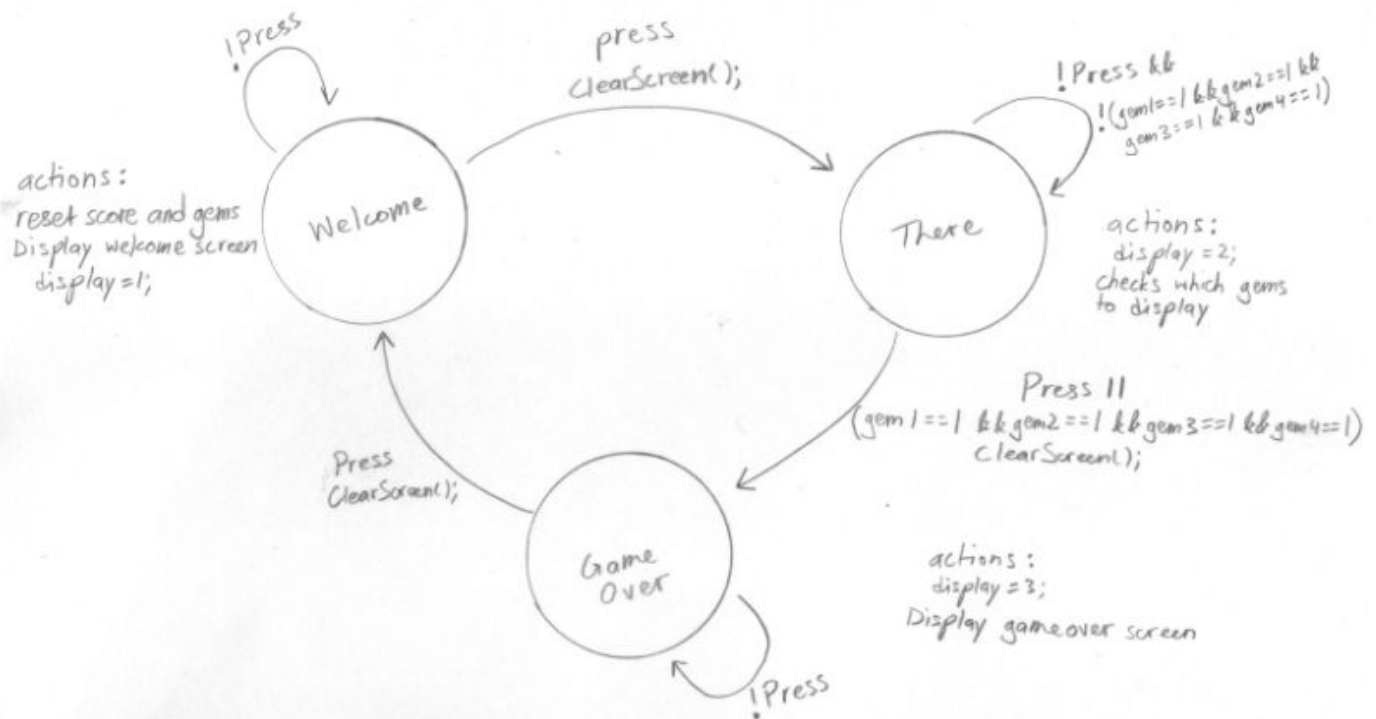 !Press
press
ClearScreen();
!Press &&
!(gem1==1 && gem2==1 &&
gem3==1 && gem4==1)
actions:
reset score and gems
Display welcome screen
display=1;
Welcome
There
actions:
display=2;
checks which gems
to display
Press ||
(gem1==1 && gem2==1 && gem3==1 && gem4==1)
ClearScreen();
Press
ClearScreen();
Game
Over
actions:
display=3;
Display gameover screen
!Press